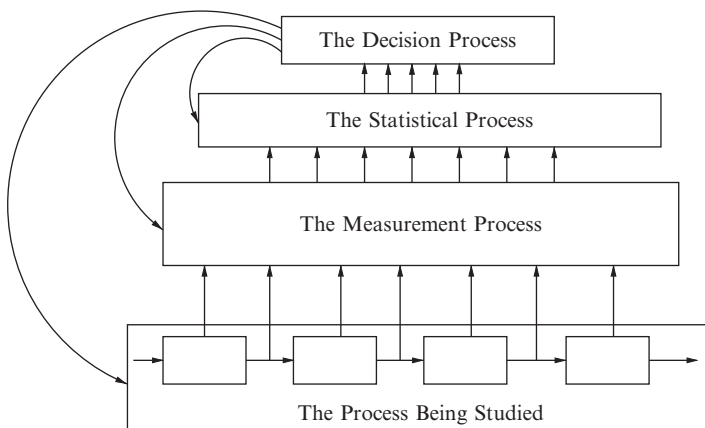 The Decision Process
The Statistical Process
The Measurement Process
The Process Being Studied